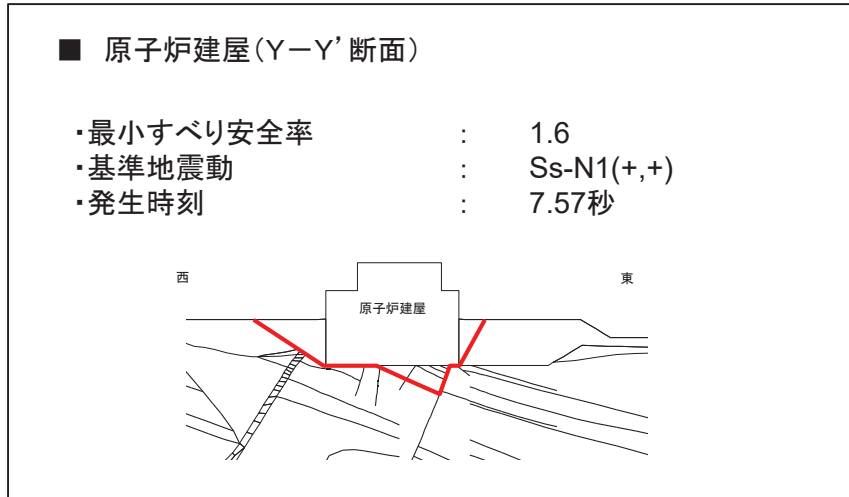 ■ 原子炉建屋(Y-Y’断面)
・最小すべり安全率 : 1.6
・基準地震動 : Ss-N1(+,+)
・発生時刻 : 7.57秒
西 東
原子炉建屋